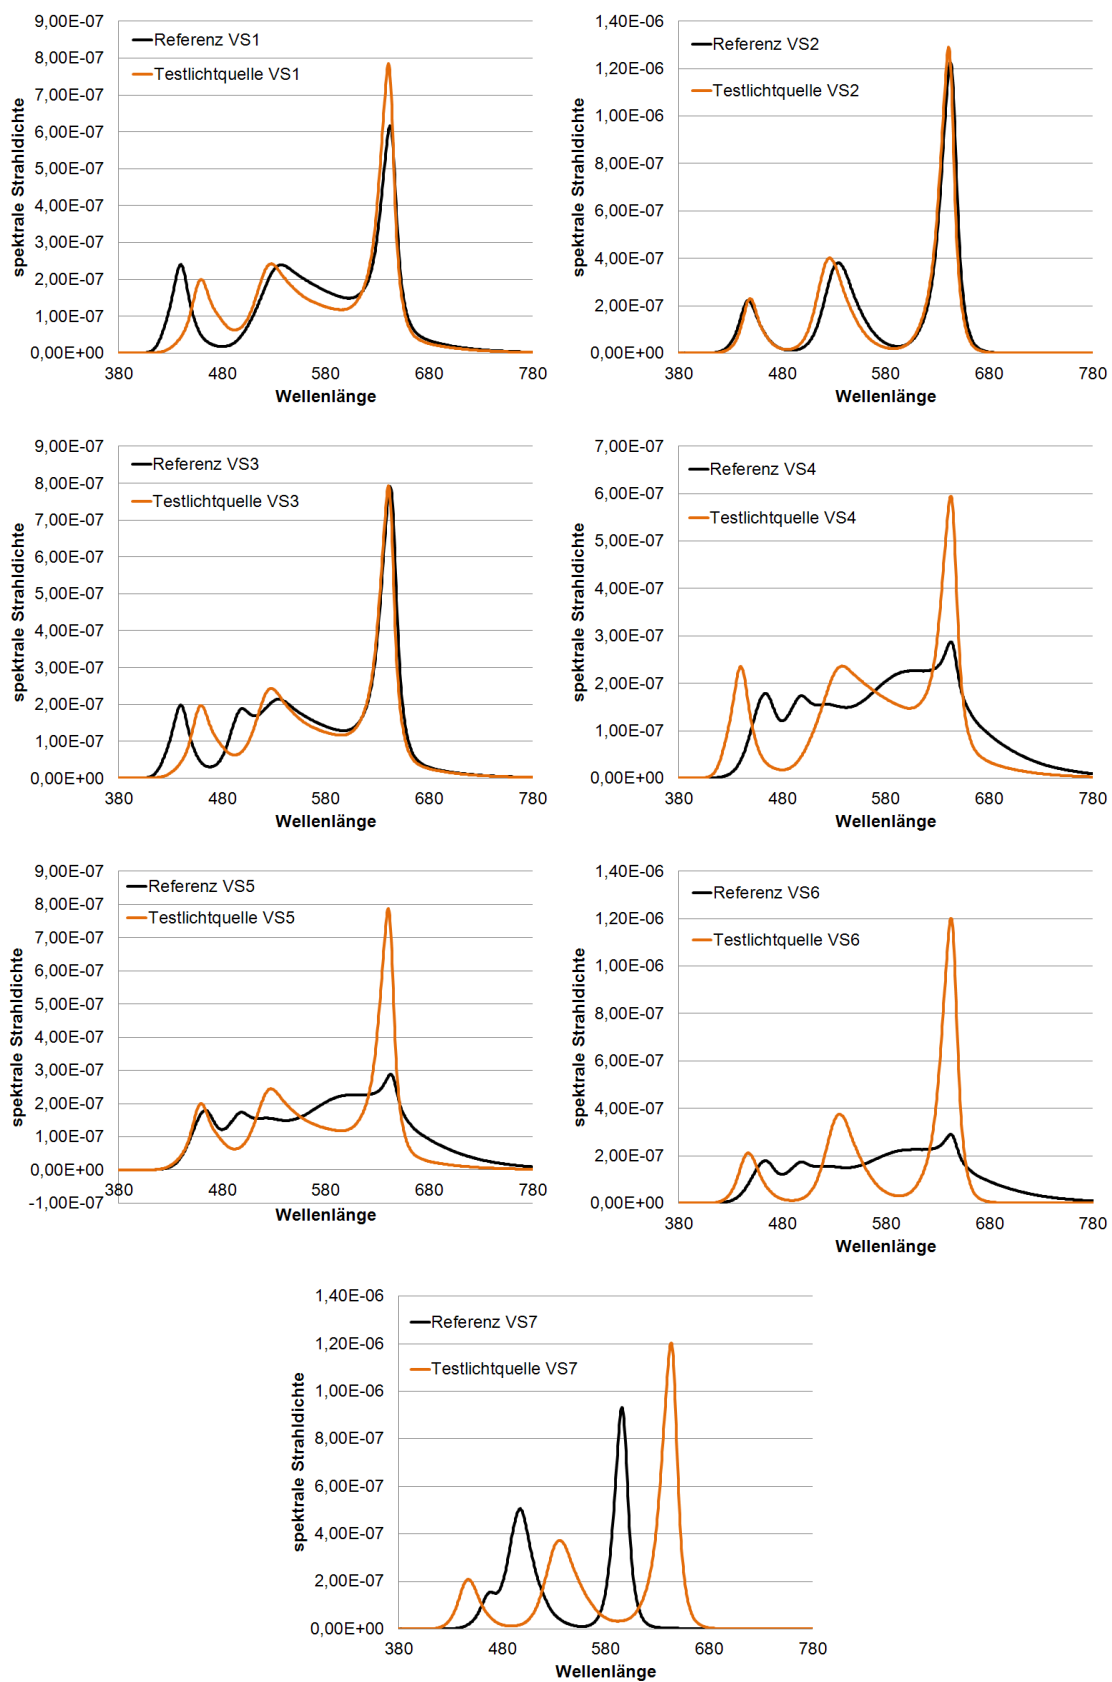 9,00E-07
8,00E-07
7,00E-07
6,00E-07
5,00E-07
4,00E-07
3,00E-07
2,00E-07
1,00E-07
0,00E+00
spektrale Strahldichte
Referenz VS1
Testlichtquelle VS1
380 480 580 680 780
Wellenlänge
1,40E-06
1,20E-06
1,00E-06
8,00E-07
6,00E-07
4,00E-07
2,00E-07
0,00E+00
spektrale Strahldichte
Referenz VS2
Testlichtquelle VS2
380 480 580 680 780
Wellenlänge
9,00E-07
8,00E-07
7,00E-07
6,00E-07
5,00E-07
4,00E-07
3,00E-07
2,00E-07
1,00E-07
0,00E+00
spektrale Strahldichte
Referenz VS3
Testlichtquelle VS3
380 480 580 680 780
Wellenlänge
7,00E-07
6,00E-07
5,00E-07
4,00E-07
3,00E-07
2,00E-07
1,00E-07
0,00E+00
spektrale Strahldichte
Referenz VS4
Testlichtquelle VS4
380 480 580 680 780
Wellenlänge
9,00E-07
8,00E-07
7,00E-07
6,00E-07
5,00E-07
4,00E-07
3,00E-07
2,00E-07
1,00E-07
0,00E+00
-1,00E-07
spektrale Strahldichte
Referenz VS5
Testlichtquelle VS5
380 480 580 680 780
Wellenlänge
1,40E-06
1,20E-06
1,00E-06
8,00E-07
6,00E-07
4,00E-07
2,00E-07
0,00E+00
spektrale Strahldichte
Referenz VS6
Testlichtquelle VS6
380 480 580 680 780
Wellenlänge
1,40E-06
1,20E-06
1,00E-06
8,00E-07
6,00E-07
4,00E-07
2,00E-07
0,00E+00
spektrale Strahldichte
Referenz VS7
Testlichtquelle VS7
380 480 580 680 780
Wellenlänge